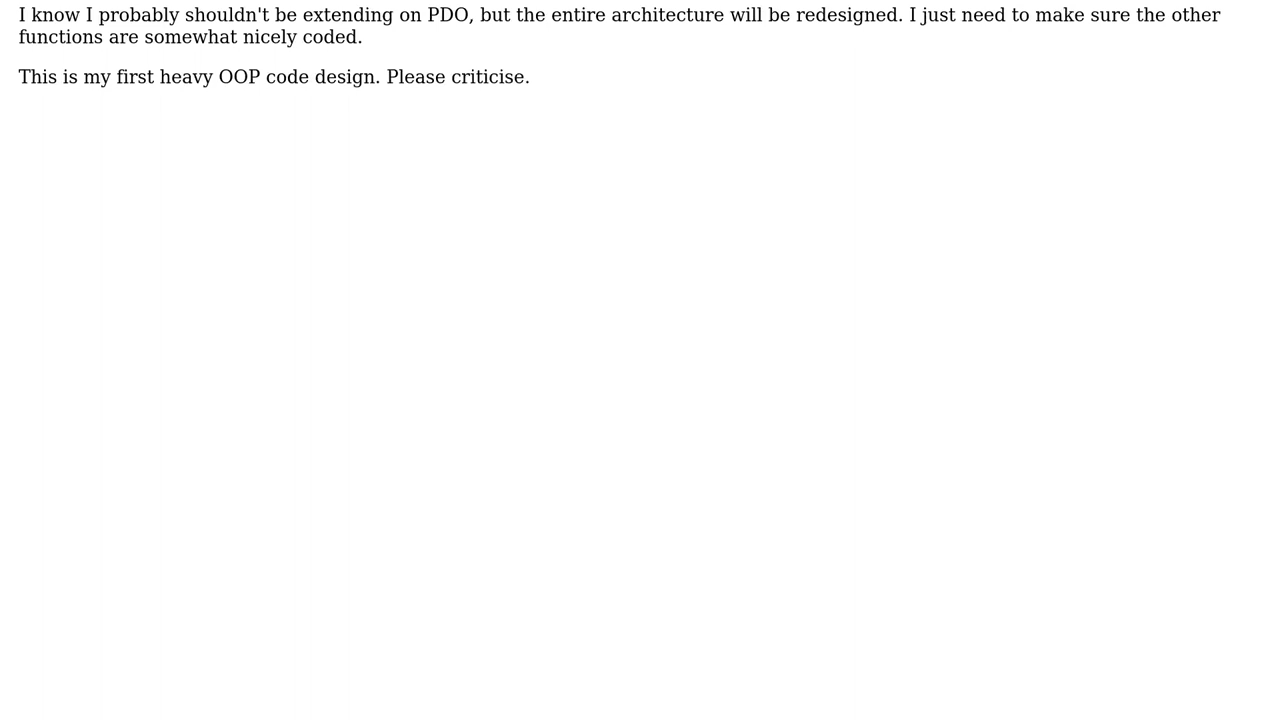 I know I probably shouldn't be extending on PDO, but the entire architecture will be redesigned. I just need to make sure the other
functions are somewhat nicely coded.
This is my first heavy OOP code design. Please criticise.